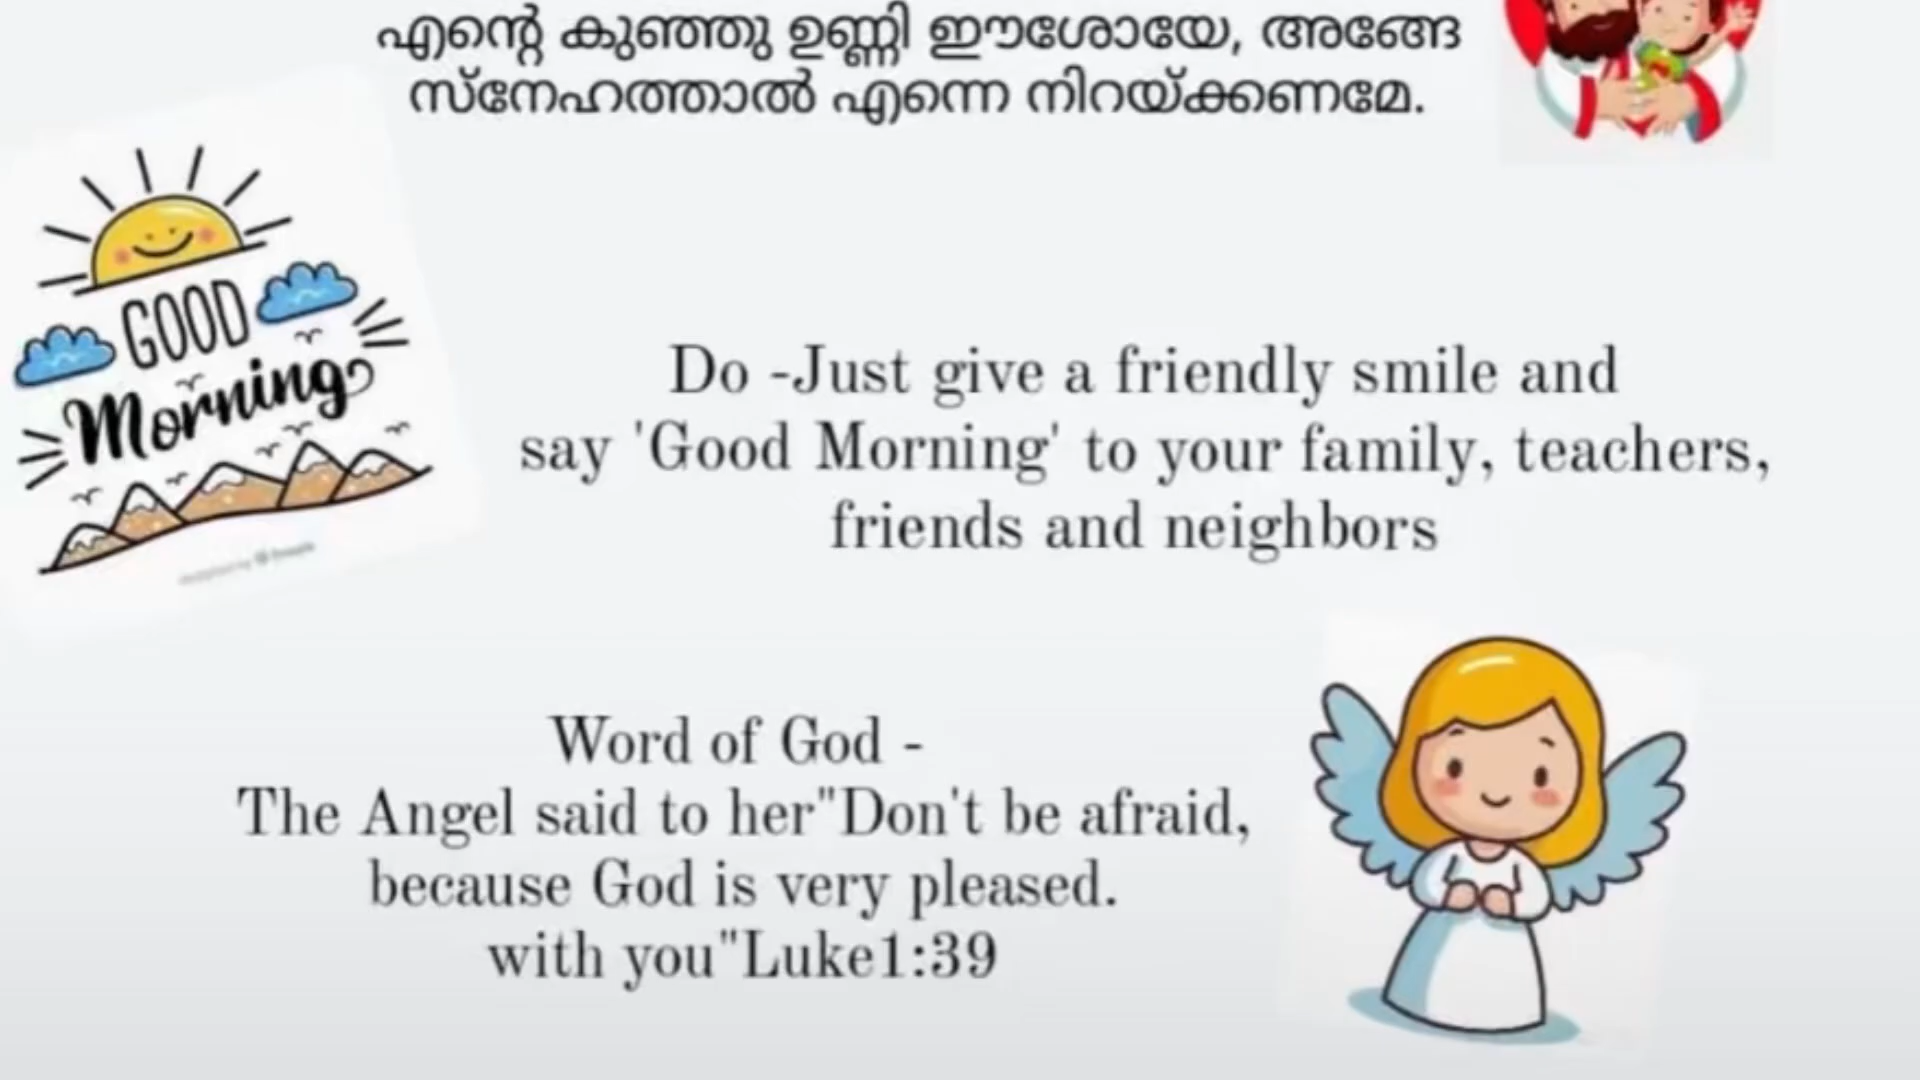 എന്റെ കുഞ്ഞു ഉണ്ണി ഈശോയേ, അങ്ങേ
സ്നേഹത്താൽ എന്നെ നിറയ്ക്കണമേ.
GOOD
Morning
Do -Just give a friendly smile and
say 'Good Morning' to your family, teachers,
friends and neighbors
Word of God -
The Angel said to her"Don't be afraid,
because God is very pleased.
with you"Luke1:39